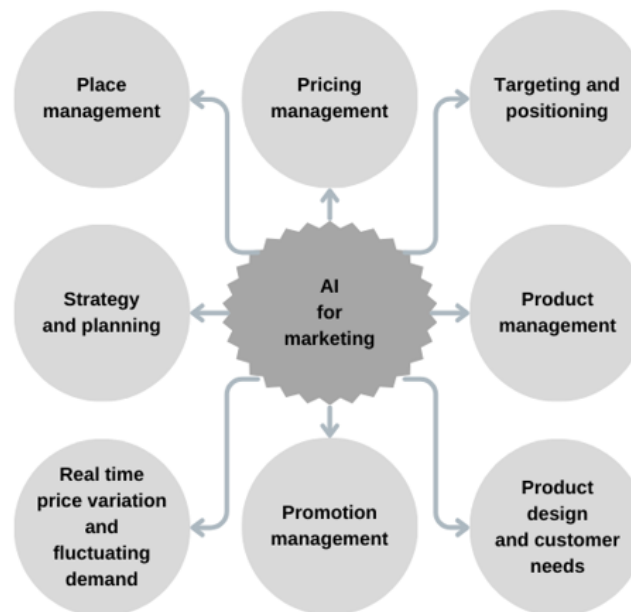 Place
management
Pricing
management
Targeting and
positioning
Strategy
and planning
AI
for
marketing
Product
management
Real time
price variation
and
fluctuating
demand
Promotion
management
Product
design
and customer
needs